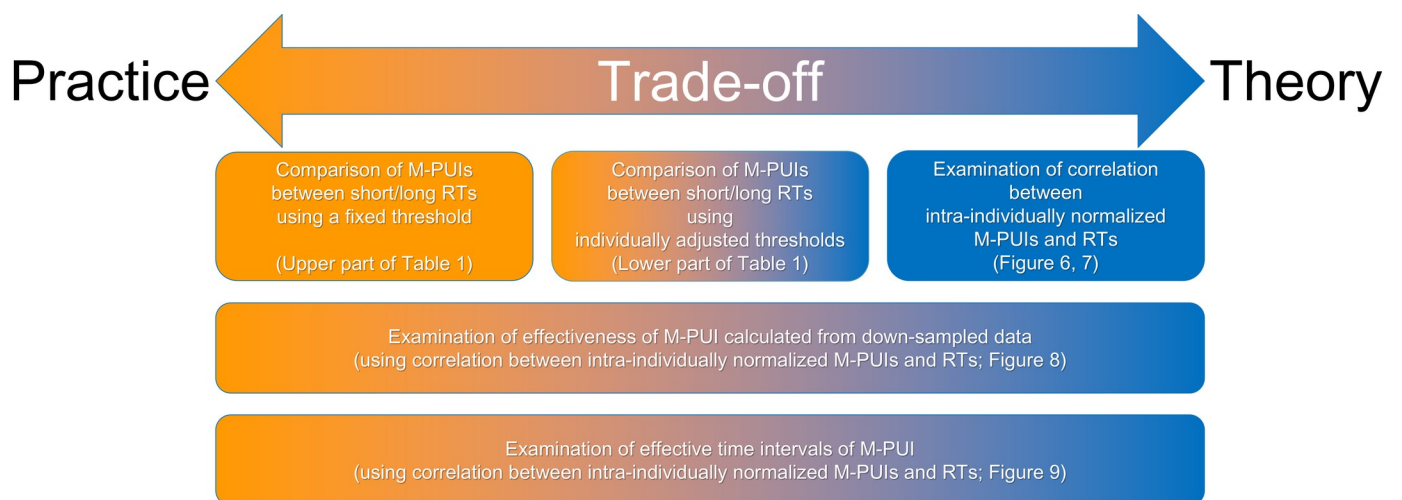 Practice
Trade-off
Theory
Comparison of M-PUIs
between short/long RTs
using a fixed threshold
(Upper part of Table 1)
Comparison of M-PUIs
between short/long RTs
using
individually adjusted thresholds
(Lower part of Table 1)
Examination of correlation
between
intra-individually normalized
M-PUIs and RTs
(Figure 6, 7)
Examination of effectiveness of M-PUI calculated from down-sampled data
(using correlation between intra-individually normalized M-PUIs and RTs; Figure 8)
Examination of effective time intervals of M-PUI
(using correlation between intra-individually normalized M-PUIs and RTs; Figure 9)